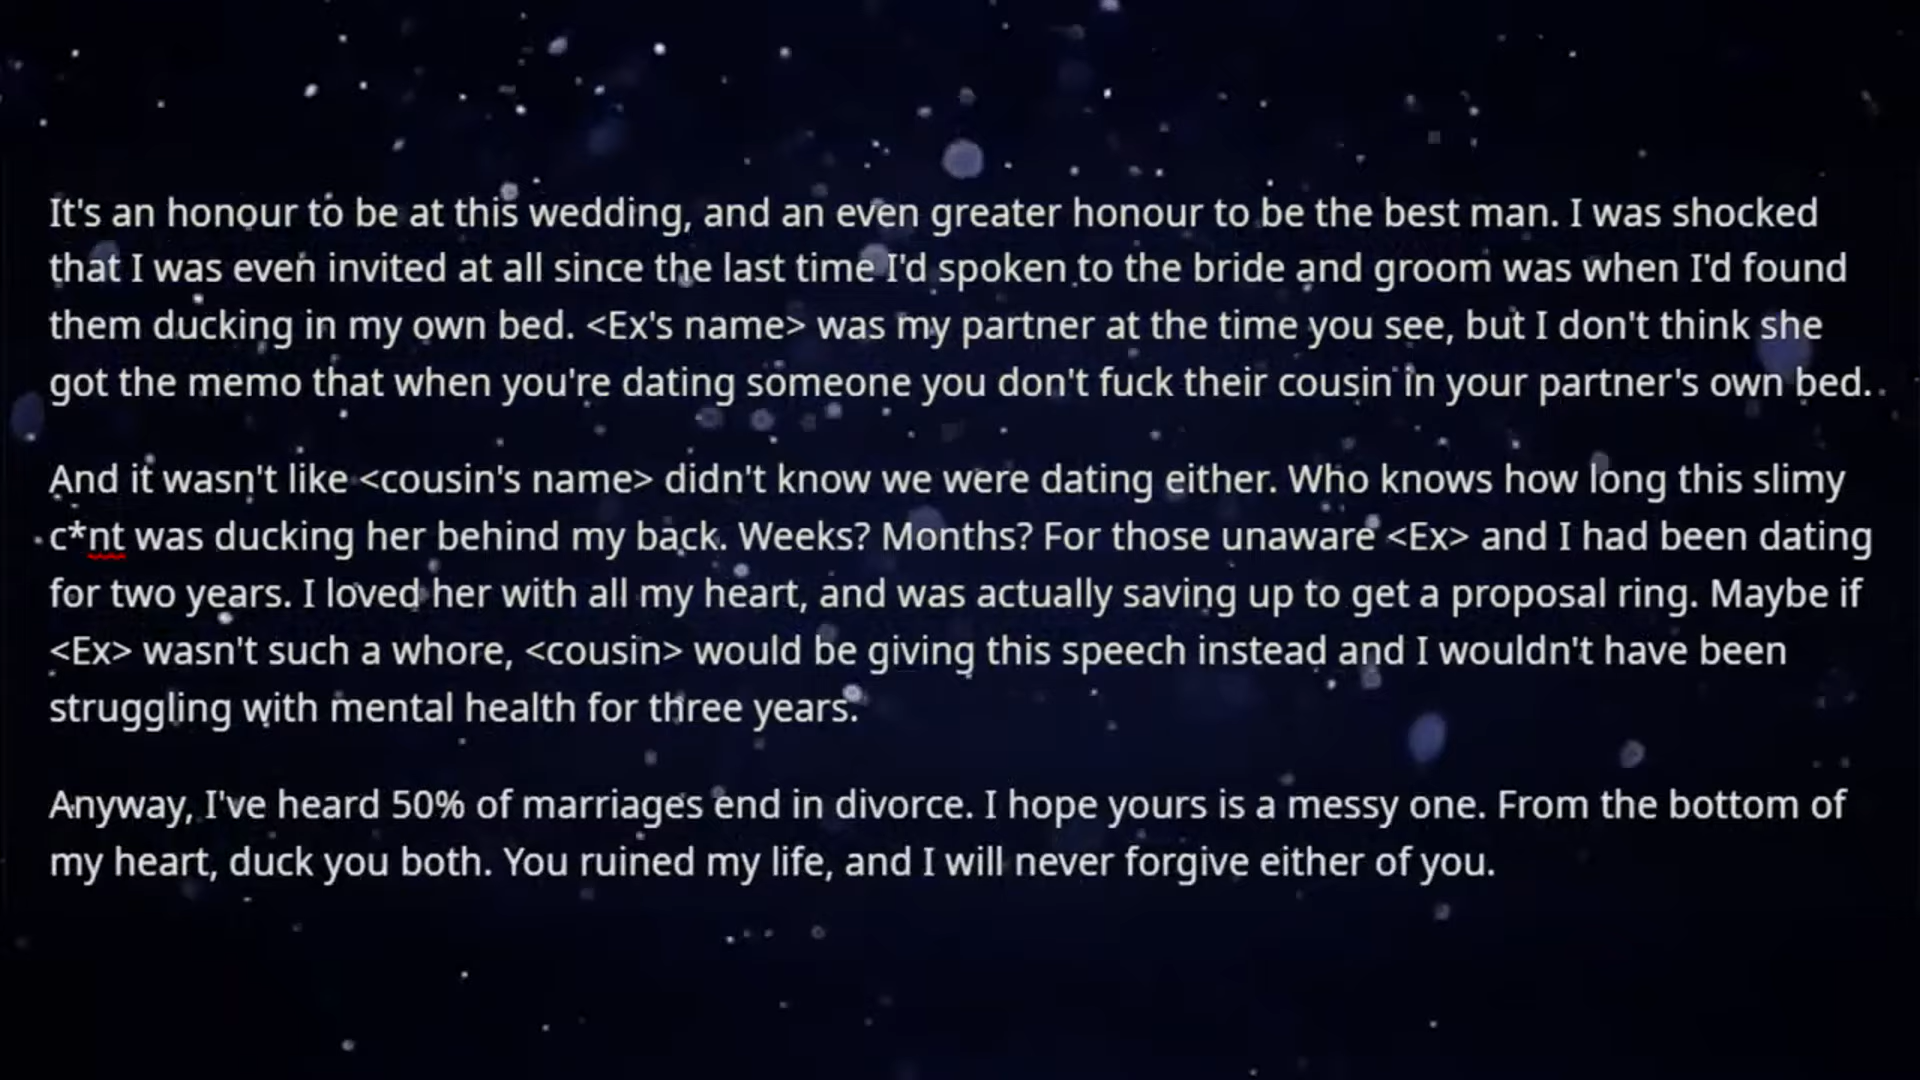 It's an honour to be at this wedding, and an even greater honour to be the best man. I was shocked
that I was even invited at all since the last time I'd spoken to the bride and groom was when I'd found
them ducking in my own bed. <Ex's name> was my partner at the time you see, but I don't think she
got the memo that when you're dating someone you don't fuck their cousin in your partner's own bed.
And it wasn't like <cousin's name> didn't know we were dating either. Who knows how long this slimy
c*nt was ducking her behind my back. Weeks? Months? For those unaware <Ex> and I had been dating
for two years. I loved her with all my heart, and was actually saving up to get a proposal ring. Maybe if
<Ex> wasn't such a whore, <cousin> would be giving this speech instead and I wouldn't have been
struggling with mental health for three years.
Anyway, I've heard 50% of marriages end in divorce. I hope yours is a messy one. From the bottom of
my heart, duck you both. You ruined my life, and I will never forgive either of you.